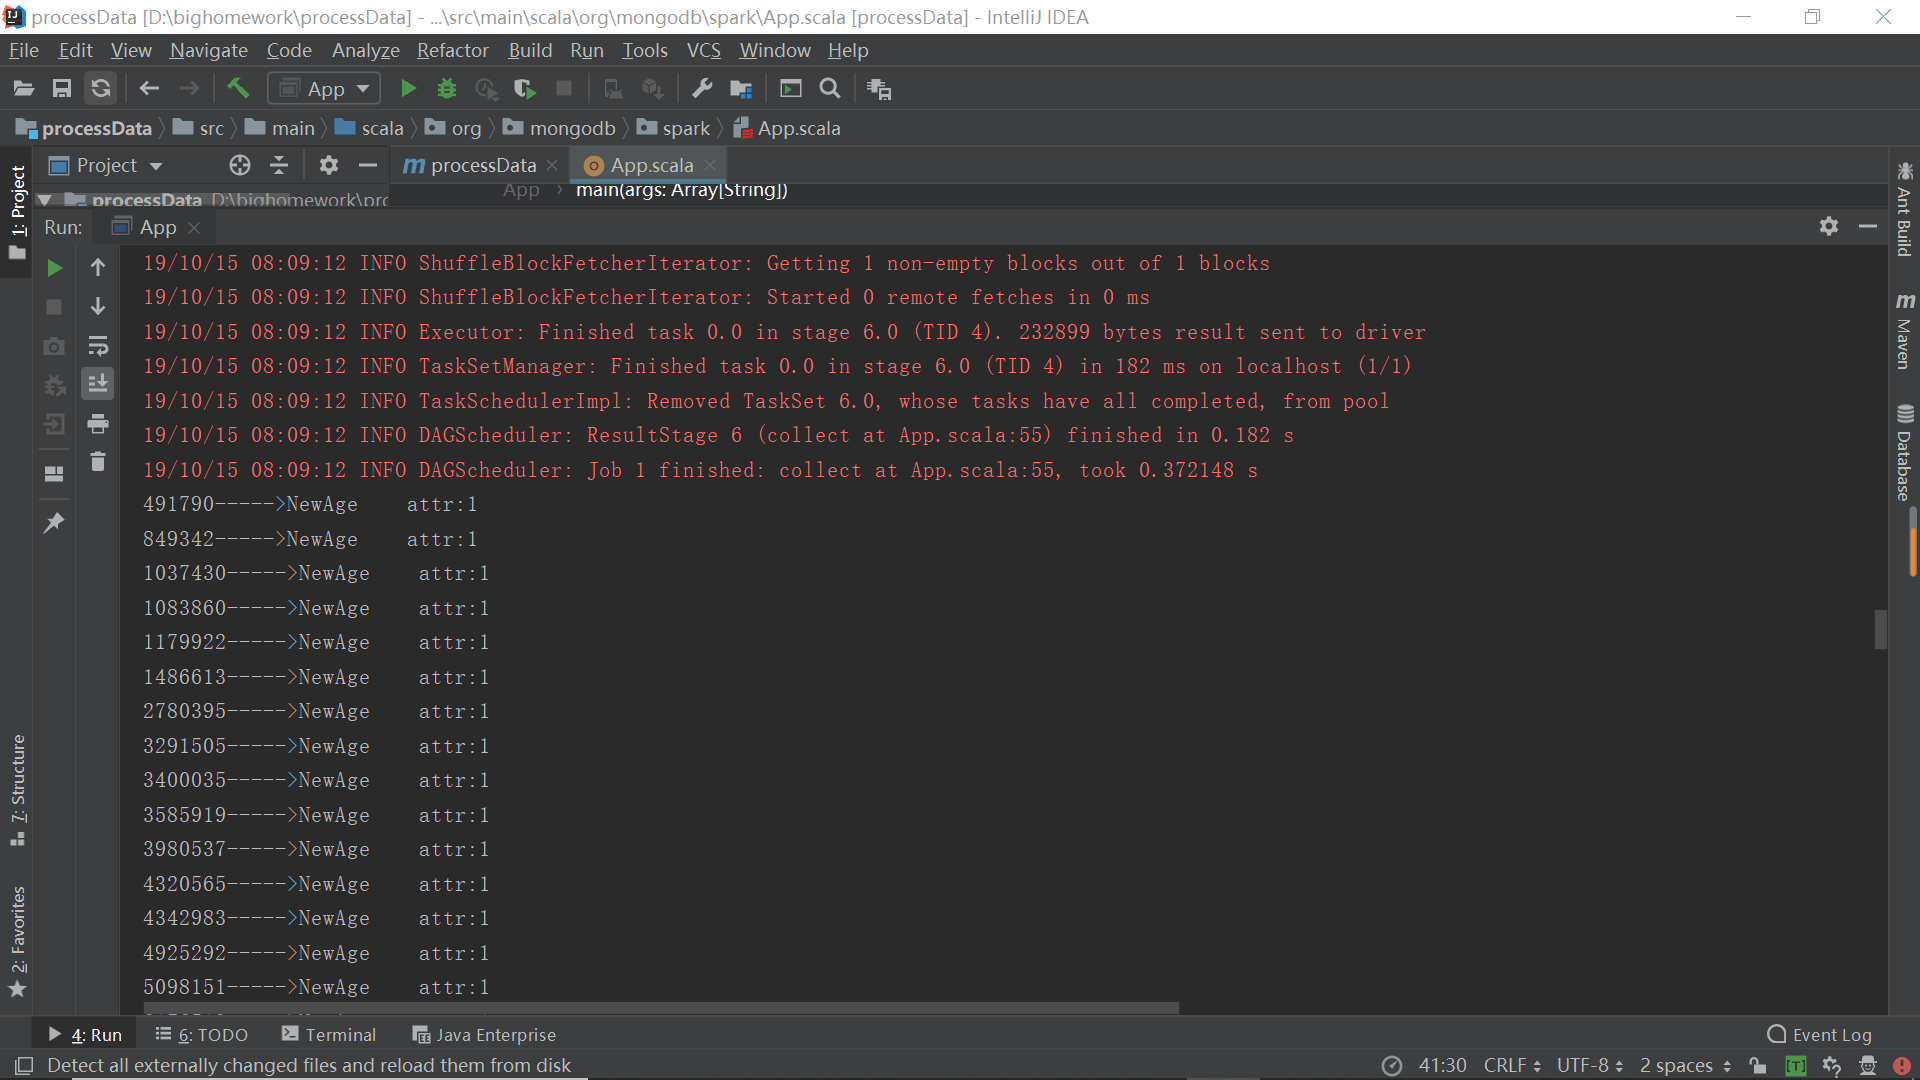 processData [D:\bighomework\processData] - ...\src\main\scala\org\mongodb\spark\App.scala [processData] - IntelliJ IDEA
File Edit View Navigate Code Analyze Refactor Build Run Tools VCS Window Help
App
processData src main scala org mongodb spark App.scala
Project processData App.scala
processData D:\bighomework\prc
App › main(args: Array[String])
Run: App
19/10/15 08:09:12 INFO ShuffleBlockFetcherIterator: Getting 1 non-empty blocks out of 1 blocks
19/10/15 08:09:12 INFO ShuffleBlockFetcherIterator: Started 0 remote fetches in 0 ms
19/10/15 08:09:12 INFO Executor: Finished task 0.0 in stage 6.0 (TID 4). 232899 bytes result sent to driver
19/10/15 08:09:12 INFO TaskSetManager: Finished task 0.0 in stage 6.0 (TID 4) in 182 ms on localhost (1/1)
19/10/15 08:09:12 INFO TaskSchedulerImpl: Removed TaskSet 6.0, whose tasks have all completed, from pool
19/10/15 08:09:12 INFO DAGScheduler: ResultStage 6 (collect at App.scala:55) finished in 0.182 s
19/10/15 08:09:12 INFO DAGScheduler: Job 1 finished: collect at App.scala:55, took 0.372148 s
491790----->NewAge    attr:1
849342----->NewAge    attr:1
1037430----->NewAge    attr:1
1083860----->NewAge    attr:1
1179922----->NewAge    attr:1
1486613----->NewAge    attr:1
2780395----->NewAge    attr:1
3291505----->NewAge    attr:1
3400035----->NewAge    attr:1
3585919----->NewAge    attr:1
3980537----->NewAge    attr:1
4320565----->NewAge    attr:1
4342983----->NewAge    attr:1
4925292----->NewAge    attr:1
5098151----->NewAge    attr:1
1: Project
7: Structure
2: Favorites
Ant Build
Maven
Database
4: Run 6: TODO Terminal Java Enterprise Event Log
Detect all externally changed files and reload them from disk 41:30 CRLF UTF-8 2 spaces [T]